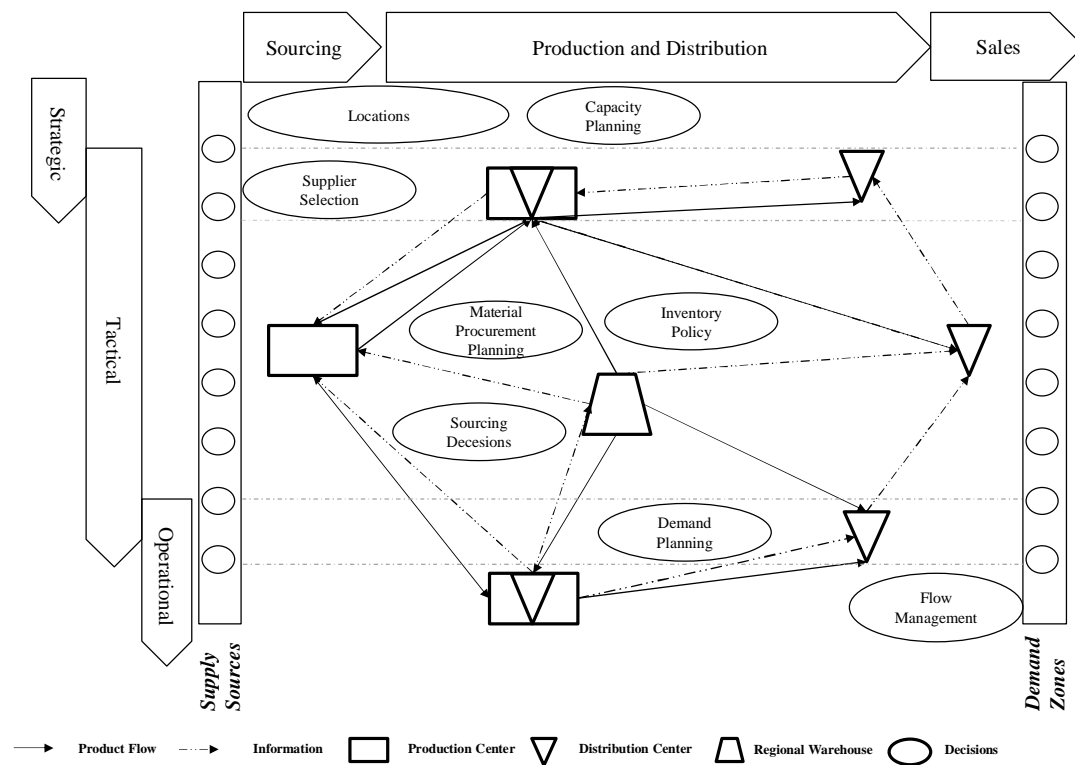 Sourcing
Production and Distribution
Sales
Strategic
Tactical
Operational
Locations
Capacity
Planning
Supplier
Selection
Material
Procurement
Planning
Inventory
Policy
Sourcing
Decesions
Demand
Planning
Flow
Management
Supply
Sources
Demand
Zones
Product Flow
Information
Production Center
Distribution Center
Regional Warehouse
Decisions